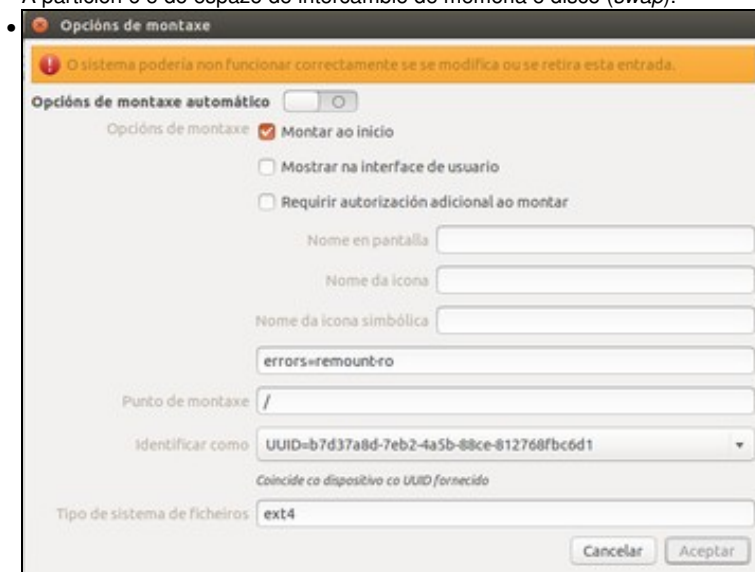 A partición 5 é do espazo de intercambio de memoria e disco (swap).
Opcións de montaxe
O sistema podería non funcionar correctamente se se modifica ou se retira esta entrada.
Opcións de montaxe automático
Opcións de montaxe Montar ao inicio
Mostrar na interface de usuario
Requirir autorización adicional ao montar
Nome en pantalla
Nome da icona
Nome da icona simbólica
errors=remount-ro
Punto de montaxe /
Identificar como UUID=b7d37a8d-7eb2-4a5b-88ce-812768fbc6d1
Coincide co dispositivo co UUID fornecido
Tipo de sistema de ficheiros ext4
Cancelar Aceptar